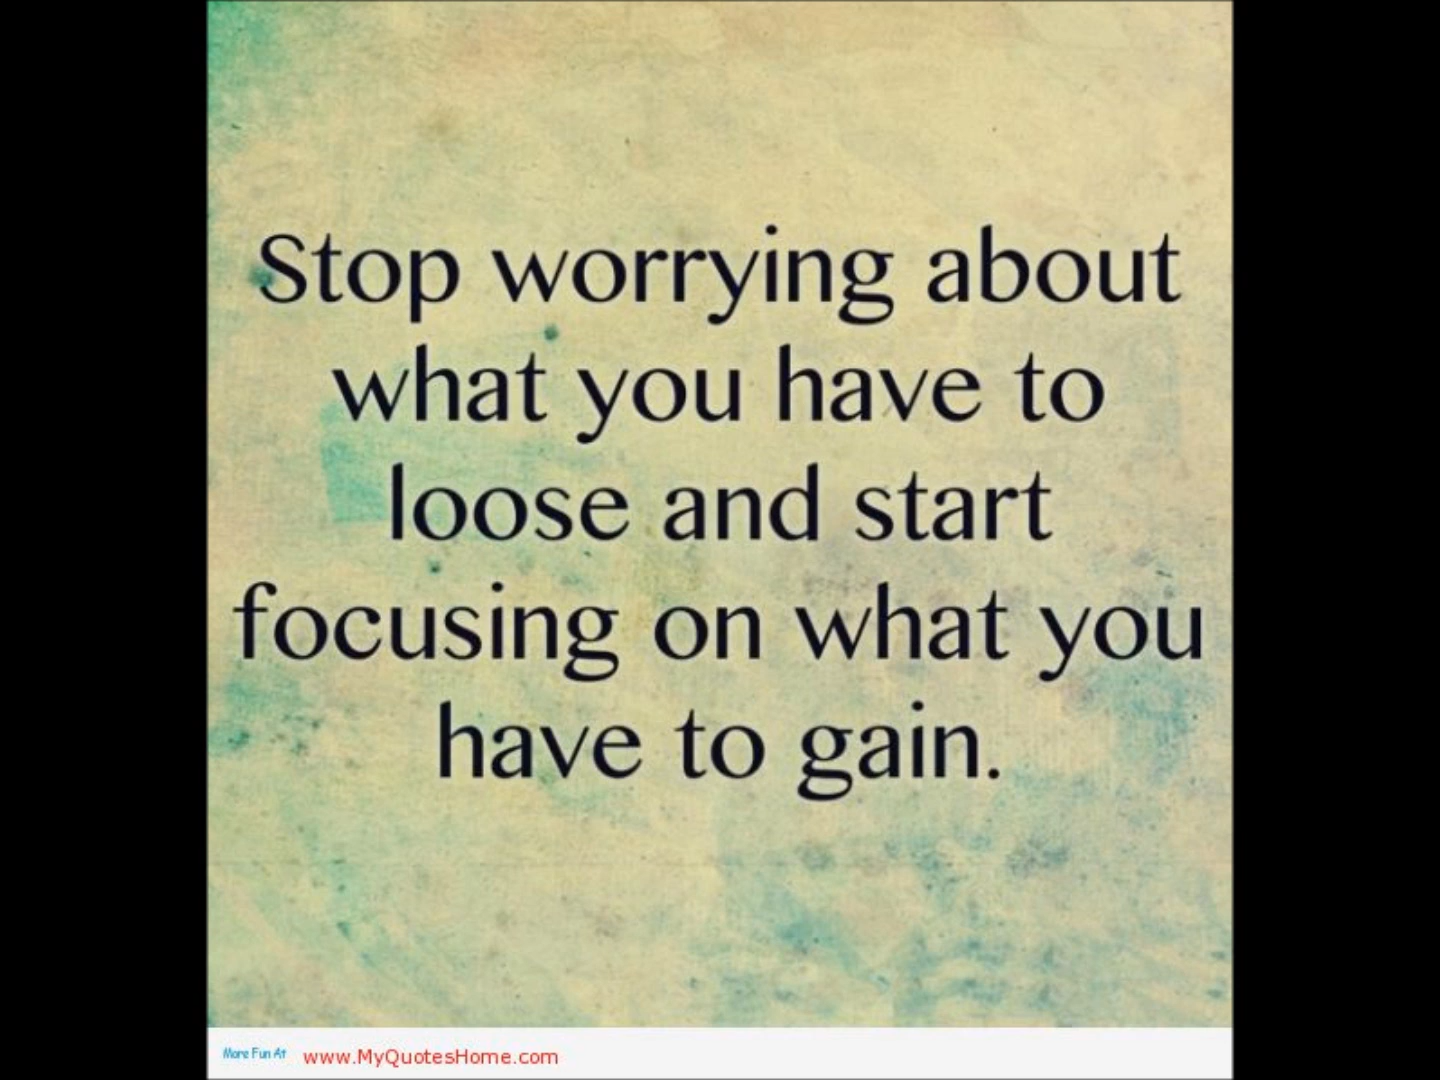 Stop worrying about
what you have to
loose and start
focusing on what you
have to gain.
More Fun At www.MyQuotesHome.com